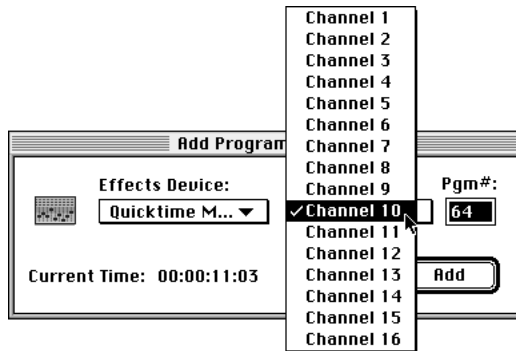 Channel 1
Channel 2
Channel 3
Channel 4
Channel 5
Channel 6
Channel 7
Channel 8
Channel 9
✓Channel 10
Channel 11
Channel 12
Channel 13
Channel 14
Channel 15
Channel 16
Add Program
Effects Device:
Quicktime M...
Pgm#:
64
Current Time: 00:00:11:03
Add